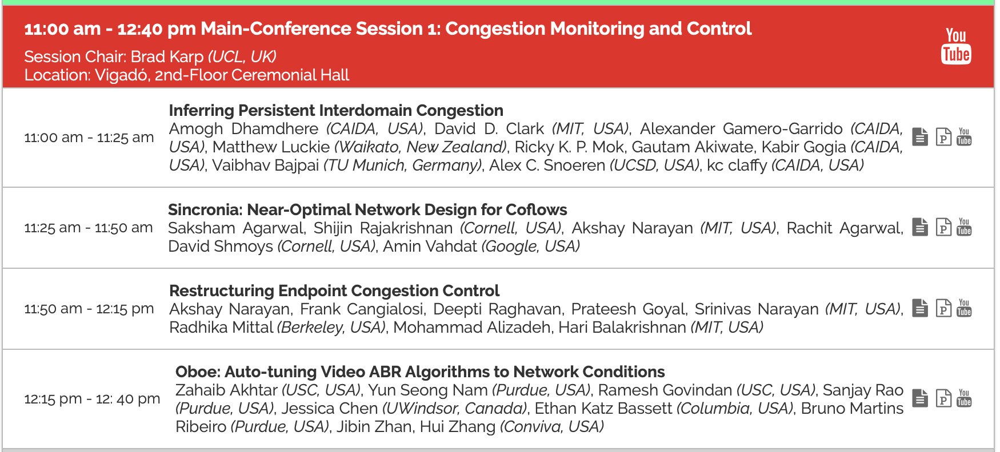 11:00 am - 12:40 pm Main-Conference Session 1: Congestion Monitoring and Control
Session Chair: Brad Karp (UCL, UK)
Location: Vigadó, 2nd-Floor Ceremonial Hall
You
Tube
11:00 am - 11:25 am
Inferring Persistent Interdomain Congestion
Amogh Dhamdhere (CAIDA, USA), David D. Clark (MIT, USA), Alexander Gamero-Garrido (CAIDA,
USA), Matthew Luckie (Waikato, New Zealand), Ricky K. P. Mok, Gautam Akiwate, Kabir Gogia (CAIDA,
USA), Vaibhav Bajpai (TU Munich, Germany), Alex C. Snoeren (UCSD, USA), kc claffy (CAIDA, USA)
P
You
Tube
11:25 am - 11:50 am
Sincronia: Near-Optimal Network Design for Coflows
Saksham Agarwal, Shijin Rajakrishnan (Cornell, USA), Akshay Narayan (MIT, USA), Rachit Agarwal,
David Shmoys (Cornell, USA), Amin Vahdat (Google, USA)
P
You
Tube
11:50 am - 12:15 pm
Restructuring Endpoint Congestion Control
Akshay Narayan, Frank Cangialosi, Deepti Raghavan, Prateesh Goyal, Srinivas Narayan (MIT, USA),
Radhika Mittal (Berkeley, USA), Mohammad Alizadeh, Hari Balakrishnan (MIT, USA)
P
You
Tube
12:15 pm - 12: 40 pm
Oboe: Auto-tuning Video ABR Algorithms to Network Conditions
Zahaib Akhtar (USC, USA), Yun Seong Nam (Purdue, USA), Ramesh Govindan (USC, USA), Sanjay Rao
(Purdue, USA), Jessica Chen (UWindsor, Canada), Ethan Katz Bassett (Columbia, USA), Bruno Martins
Ribeiro (Purdue, USA), Jibin Zhan, Hui Zhang (Conviva, USA)
P
You
Tube